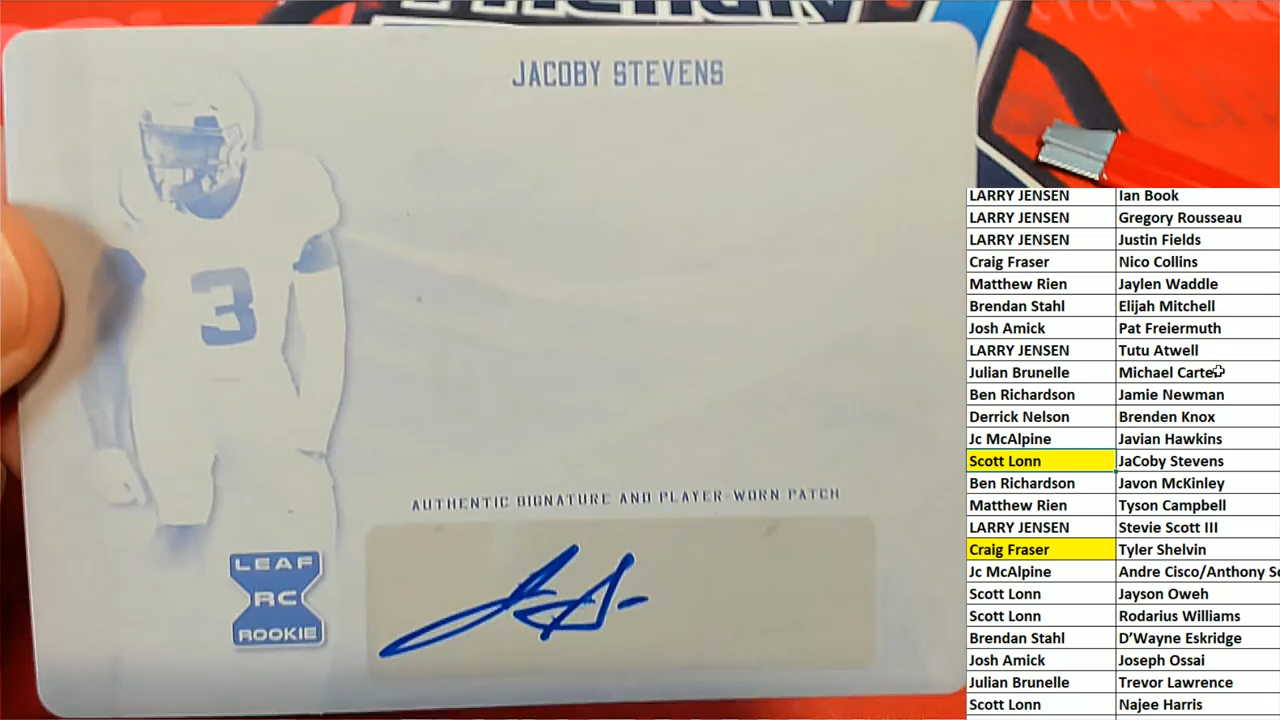 JACOBY STEVENS
3
AUTHENTIC SIGNATURE AND PLAYER-WORN PATCH
LEAF
RC
ROOKIE
LARRY JENSEN Ian Book
LARRY JENSEN Gregory Rousseau
LARRY JENSEN Justin Fields
Craig Fraser Nico Collins
Matthew Rien Jaylen Waddle
Brendan Stahl Elijah Mitchell
Josh Amick Pat Freiermuth
LARRY JENSEN Tutu Atwell
Julian Brunelle Michael Carter
Ben Richardson Jamie Newman
Derrick Nelson Brenden Knox
Jc McAlpine Javian Hawkins
Scott Lonn JaCoby Stevens
Ben Richardson Javon McKinley
Matthew Rien Tyson Campbell
LARRY JENSEN Stevie Scott III
Craig Fraser Tyler Shelvin
Jc McAlpine Andre Cisco/Anthony
Scott Lonn Jayson Oweh
Scott Lonn Rodarius Williams
Brendan Stahl D'Wayne Eskridge
Josh Amick Joseph Ossai
Julian Brunelle Trevor Lawrence
Scott Lonn Najee Harris